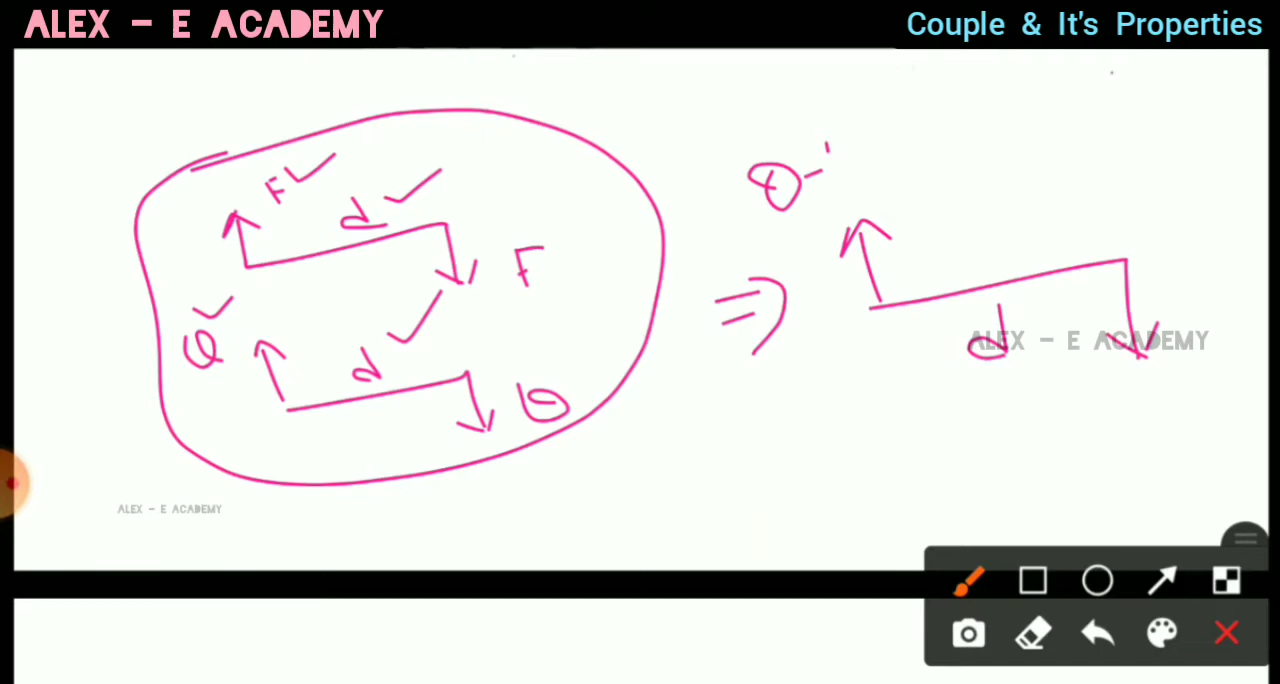 ALEX – E ACADEMY
Couple & It's Properties
F
d
F
Q
d
Q
Q-
d
ALEX – E ACADEMY
ALEX – E ACADEMY